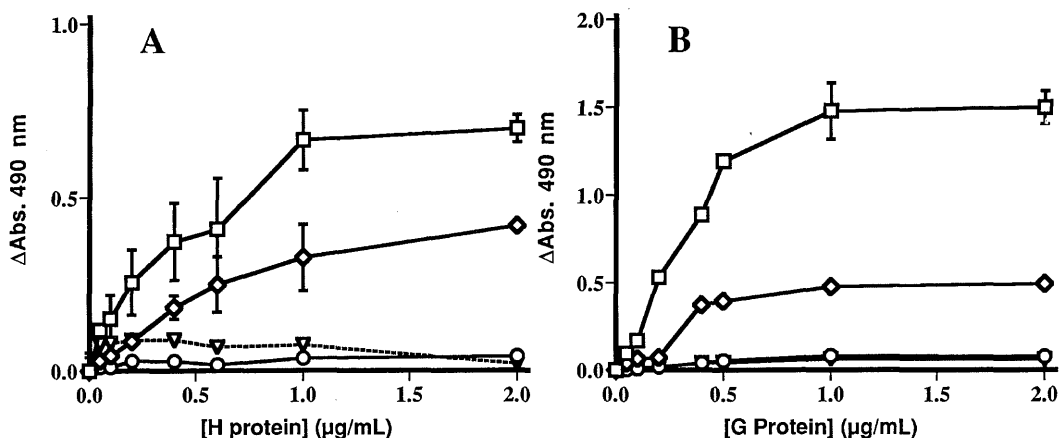 A
1.0
0.5
0.0
ΔAbs. 490 nm
0.0 0.5 1.0 1.5 2.0
[H protein] (µg/mL)
B
2.0
1.5
1.0
0.5
0.0
ΔAbs. 490 nm
0.0 0.5 1.0 1.5 2.0
[G Protein] (µg/mL)